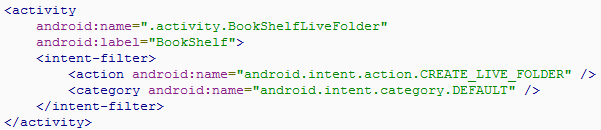 <activity
    android:name=".activity.BookShelfLiveFolder"
    android:label="BookShelf">
    <intent-filter>
        <action android:name="android.intent.action.CREATE_LIVE_FOLDER" />
        <category android:name="android.intent.category.DEFAULT" />
    </intent-filter>
</activity>